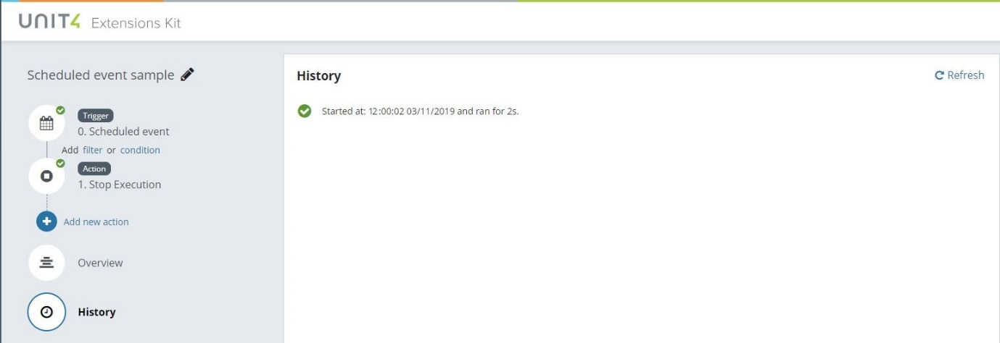 UNIT4 Extensions Kit
Scheduled event sample
Trigger
0. Scheduled event
Add filter or condition
Action
1. Stop Execution
Add new action
Overview
History
History
Refresh
Started at: 12:00:02 03/11/2019 and ran for 2s.